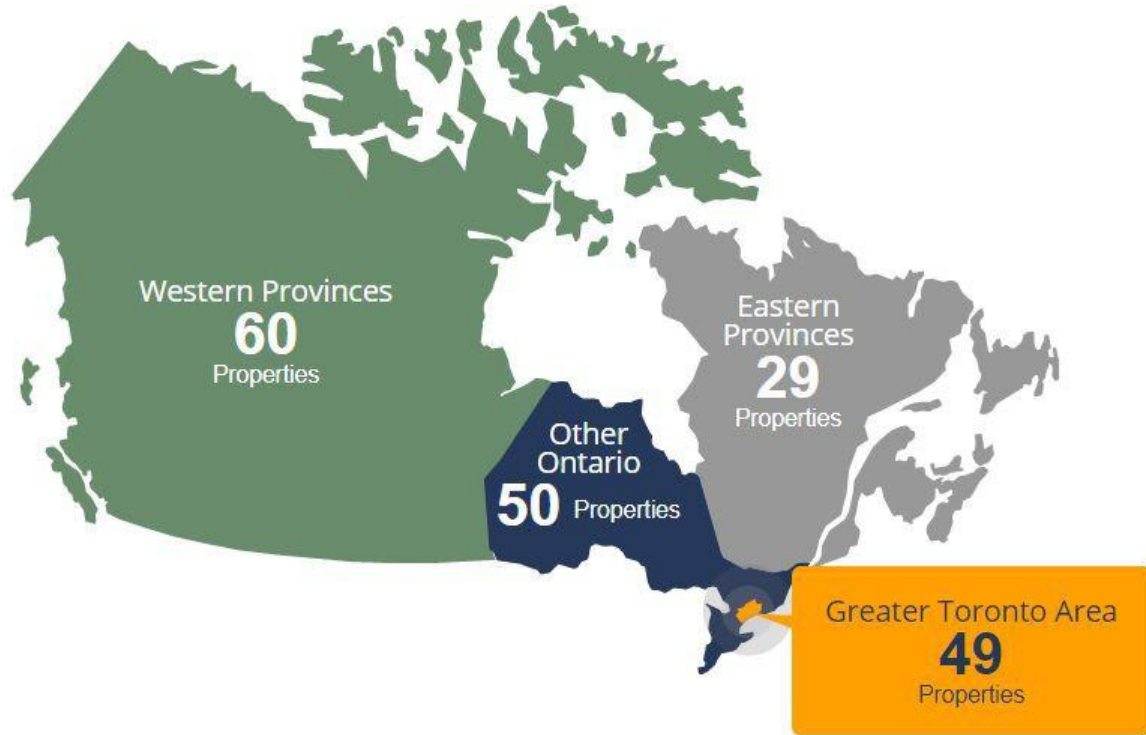 Western Provinces
60
Properties
Eastern
Provinces
29
Properties
Other
Ontario
50 Properties
Greater Toronto Area
49
Properties